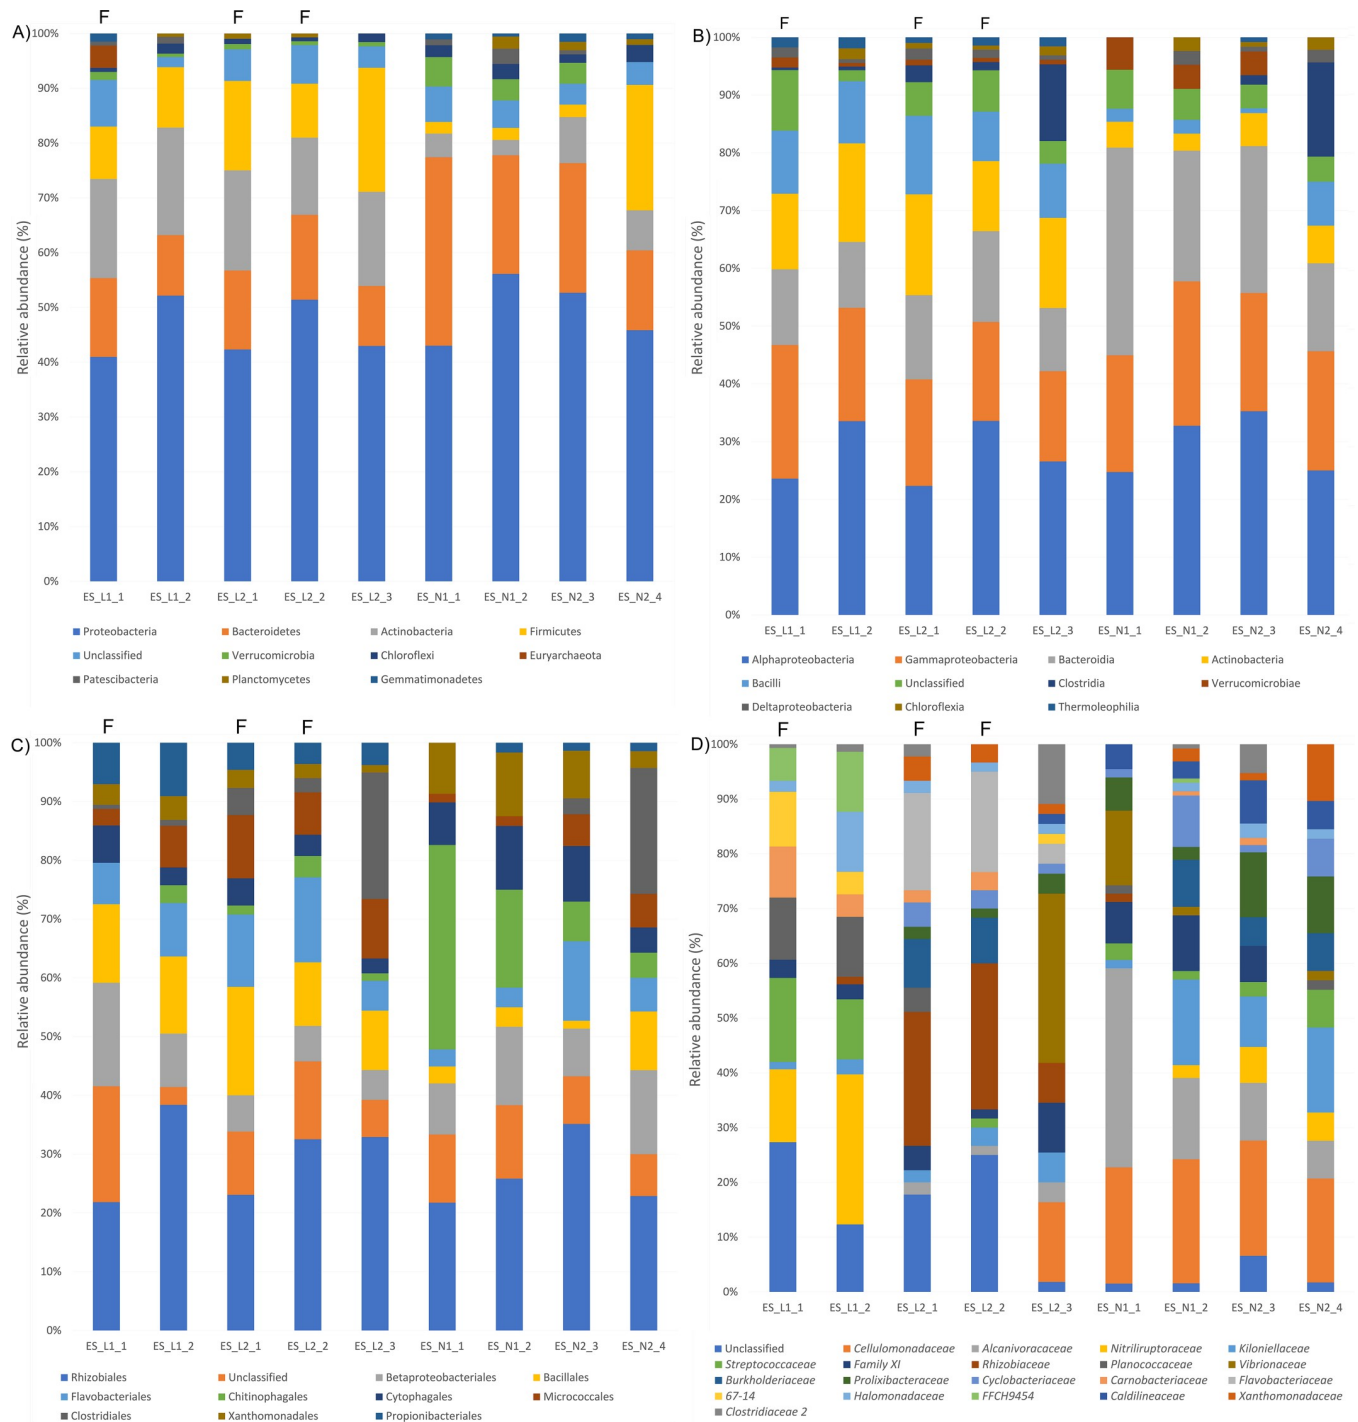 A)
F F F
Relative abundance (%)
100%
90%
80%
70%
60%
50%
40%
30%
20%
10%
0%
ES_L1_1 ES_L1_2 ES_L2_1 ES_L2_2 ES_L2_3 ES_N1_1 ES_N1_2 ES_N2_3 ES_N2_4
Proteobacteria Bacteroidetes Actinobacteria Firmicutes
Unclassified Verrucomicrobia Chloroflexi Euryarchaeota
Patescibacteria Planctomycetes Gemmatimonadetes
B)
F F F
Relative abundance (%)
100%
90%
80%
70%
60%
50%
40%
30%
20%
10%
0%
ES_L1_1 ES_L1_2 ES_L2_1 ES_L2_2 ES_L2_3 ES_N1_1 ES_N1_2 ES_N2_3 ES_N2_4
Alphaproteobacteria Gammaproteobacteria Bacteroidia Actinobacteria
Bacilli Unclassified Clostridia Verrucomicrobiae
Deltaproteobacteria Chloroflexia Thermoleophilia
C)
F F F
Relative abundance (%)
100%
90%
80%
70%
60%
50%
40%
30%
20%
10%
0%
ES_L1_1 ES_L1_2 ES_L2_1 ES_L2_2 ES_L2_3 ES_N1_1 ES_N1_2 ES_N2_3 ES_N2_4
Rhizobiales Unclassified Betaproteobacteriales Bacillales
Flavobacteriales Chitinophagales Cytophagales Micrococcales
Clostridiales Xanthomonadales Propionibacteriales
D)
F F F
Relative abundance (%)
100%
90%
80%
70%
60%
50%
40%
30%
20%
10%
0%
ES_L1_1 ES_L1_2 ES_L2_1 ES_L2_2 ES_L2_3 ES_N1_1 ES_N1_2 ES_N2_3 ES_N2_4
Unclassified Cellulomonadaceae Alcanivoracaceae Nitriliruptoraceae Kiloniellaceae
Streptococcaceae Family XI Rhizobiaceae Planococcaceae Vibrionaceae
Burkholderiaceae Prolixibacteraceae Cyclobacteriaceae Carnobacteriaceae Flavobacteriaceae
67-14 Halomonadaceae FFCH9454 Caldilineaceae Xanthomonadaceae
Clostridiaceae 2